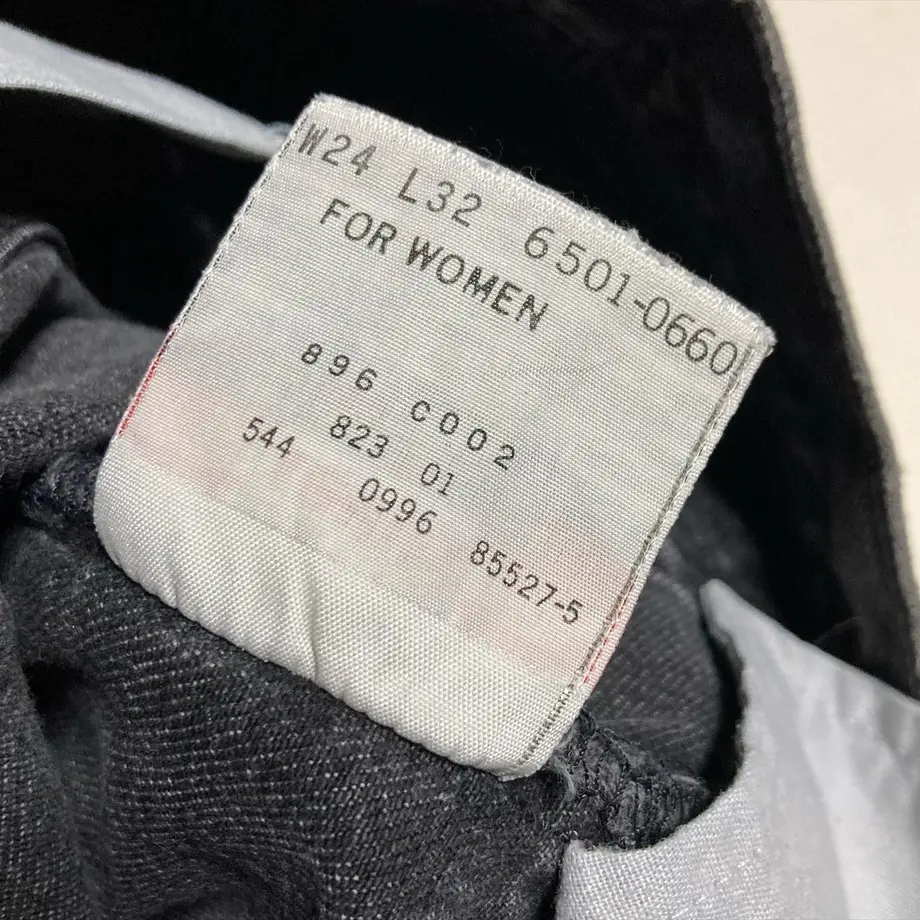 W24 L32 6501-0660
FOR WOMEN
896 C002
823 01
544 0996 85527-5